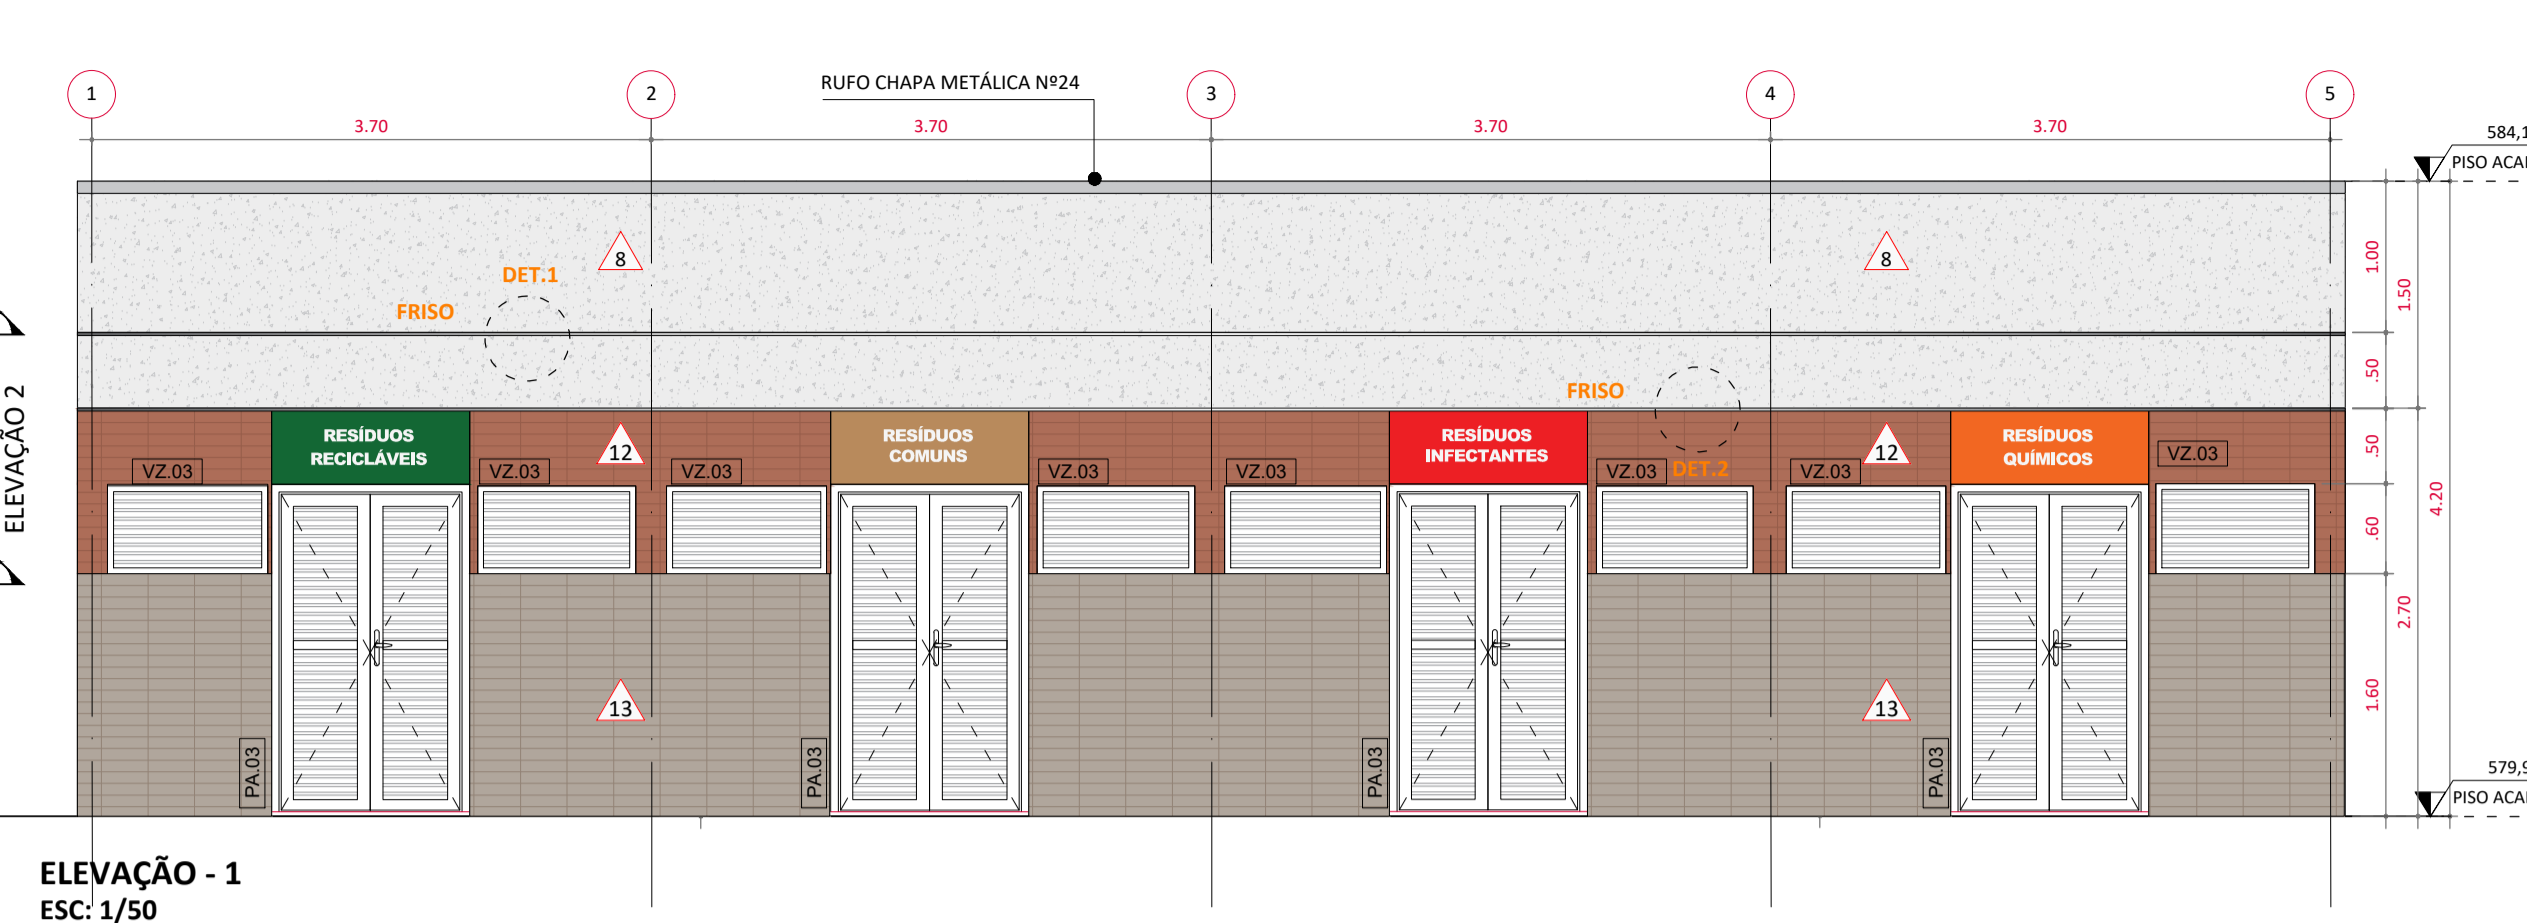 1
2
3
4
5
RUFO CHAPA METÁLICA Nº24
3.70
3.70
3.70
3.70
584,1
PISO ACA
8
8
DET.1
FRISO
FRISO
DET.2
1.00
1.50
.50
.50
.60
4.20
2.70
1.60
ELEVAÇÃO 2
RESÍDUOS
RECICLÁVEIS
RESÍDUOS
COMUNS
RESÍDUOS
INFECTANTES
RESÍDUOS
QUÍMICOS
12
12
VZ.03
VZ.03
VZ.03
VZ.03
VZ.03
VZ.03
VZ.03
VZ.03
13
13
PA.03
PA.03
PA.03
PA.03
579,9
PISO ACA
ELEVAÇÃO - 1
ESC: 1/50